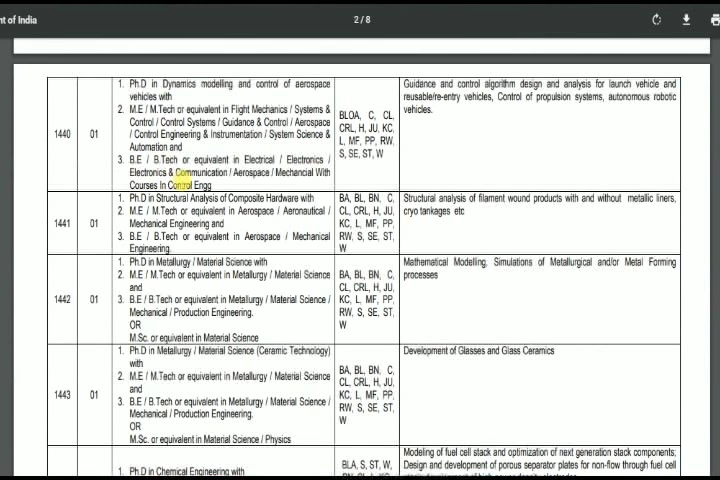 nt of India
2 / 8
1440
01
1. Ph.D in Dynamics modelling and control of aerospace
vehicles with
2. M.E / M.Tech or equivalent in Flight Mechanics / Systems &
Control / Control Systems / Guidance & Control / Aerospace
/ Control Engineering & Instrumentation / System Science &
Automation and
3. B.E / B.Tech or equivalent in Electrical / Electronics /
Electronics & Communication / Aerospace / Mechancial With
Courses In Control Engg
BLOA, C, CL,
CRL, H, JU, KC,
L, MF, PP, RW,
S, SE, ST, W
Guidance and control algorithm design and analysis for launch vehicle and
reusable/re-entry vehicles, Control of propulsion systems, autonomous robotic
vehicles.
1441
01
1. Ph.D in Structural Analysis of Composite Hardware with
2. M.E / M.Tech or equivalent in Aerospace / Aeronautical /
Mechanical Engineering and
3. B.E / B.Tech or equivalent in Aerospace / Mechanical
Engineering.
BA, BL, BN, C,
CL, CRL, H, JU,
KC, L, MF, PP,
RW, S, SE, ST,
W
Structural analysis of filament wound products with and without metallic liners,
cryo tankages etc
1442
01
1. Ph.D in Metallurgy / Material Science with
2. M.E / M.Tech or equivalent in Metallurgy / Material Science
and
3. B.E / B.Tech or equivalent in Metallurgy / Material Science /
Mechanical / Production Engineering.
OR
M.Sc. or equivalent in Material Science
BA, BL, BN, C,
CL, CRL, H, JU,
KC, L, MF, PP,
RW, S, SE, ST,
W
Mathematical Modelling, Simulations of Metallurgical and/or Metal Forming
processes
1443
01
1. Ph.D in Metallurgy / Material Science (Ceramic Technology)
with
2. M.E / M.Tech or equivalent in Metallurgy / Material Science
and
3. B.E / B.Tech or equivalent in Metallurgy / Material Science /
Mechanical / Production Engineering.
OR
M.Sc. or equivalent in Material Science / Physics
BA, BL, BN, C,
CL, CRL, H, JU,
KC, L, MF, PP,
RW, S, SE, ST,
W
Development of Glasses and Glass Ceramics
1. Ph.D in Chemical Engineering with
BLA, S, ST, W,
Modeling of fuel cell stack and optimization of next generation stack components;
Design and development of porous separator plates for non-flow through fuel cell